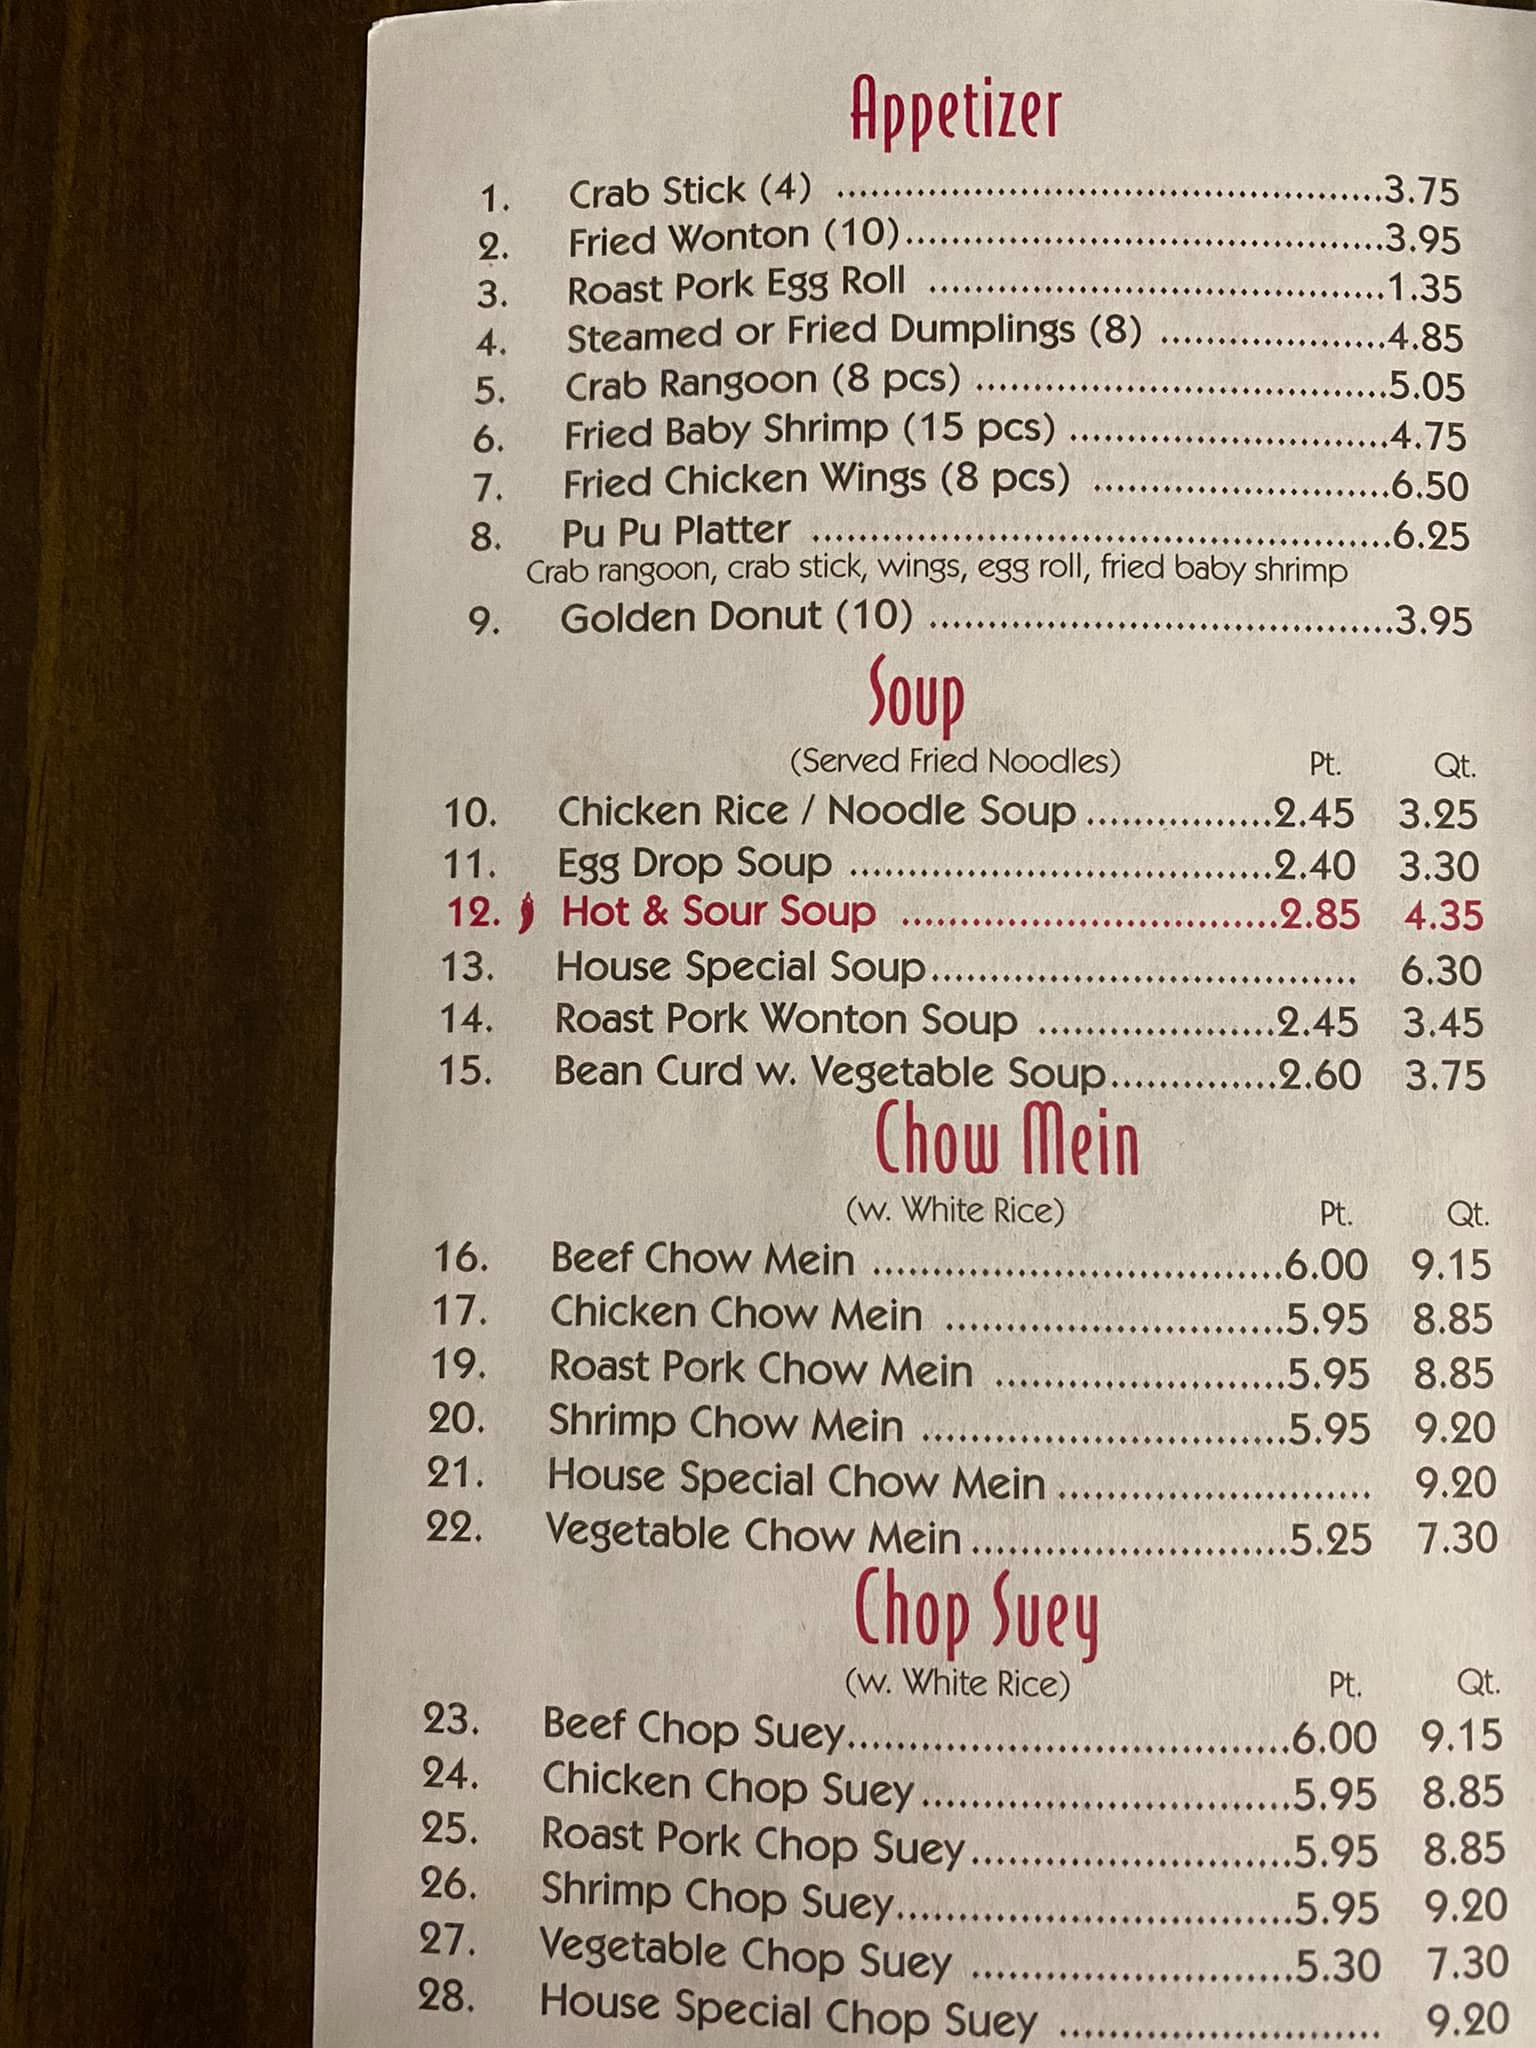 Appetizer
1. Crab Stick (4) ................................................3.75
2. Fried Wonton (10)..........................................3.95
3. Roast Pork Egg Roll ........................................1.35
4. Steamed or Fried Dumplings (8) ....................4.85
5. Crab Rangoon (8 pcs) ....................................5.05
6. Fried Baby Shrimp (15 pcs) ............................4.75
7. Fried Chicken Wings (8 pcs) ..........................6.50
8. Pu Pu Platter ..................................................6.25
Crab rangoon, crab stick, wings, egg roll, fried baby shrimp
9. Golden Donut (10) ........................................3.95
Soup
(Served Fried Noodles) Pt. Qt.
10. Chicken Rice / Noodle Soup ................2.45 3.25
11. Egg Drop Soup ....................................2.40 3.30
12. Hot & Sour Soup ................................2.85 4.35
13. House Special Soup.................................... 6.30
14. Roast Pork Wonton Soup ....................2.45 3.45
15. Bean Curd w. Vegetable Soup..............2.60 3.75
Chow Mein
(w. White Rice) Pt. Qt.
16. Beef Chow Mein ..................................6.00 9.15
17. Chicken Chow Mein ............................5.95 8.85
19. Roast Pork Chow Mein ........................5.95 8.85
20. Shrimp Chow Mein ..............................5.95 9.20
21. House Special Chow Mein .......................... 9.20
22. Vegetable Chow Mein ..........................5.25 7.30
Chop Suey
(w. White Rice) Pt. Qt.
23. Beef Chop Suey....................................6.00 9.15
24. Chicken Chop Suey ..............................5.95 8.85
25. Roast Pork Chop Suey..........................5.95 8.85
26. Shrimp Chop Suey................................5.95 9.20
27. Vegetable Chop Suey ..........................5.30 7.30
28. House Special Chop Suey .......................... 9.20